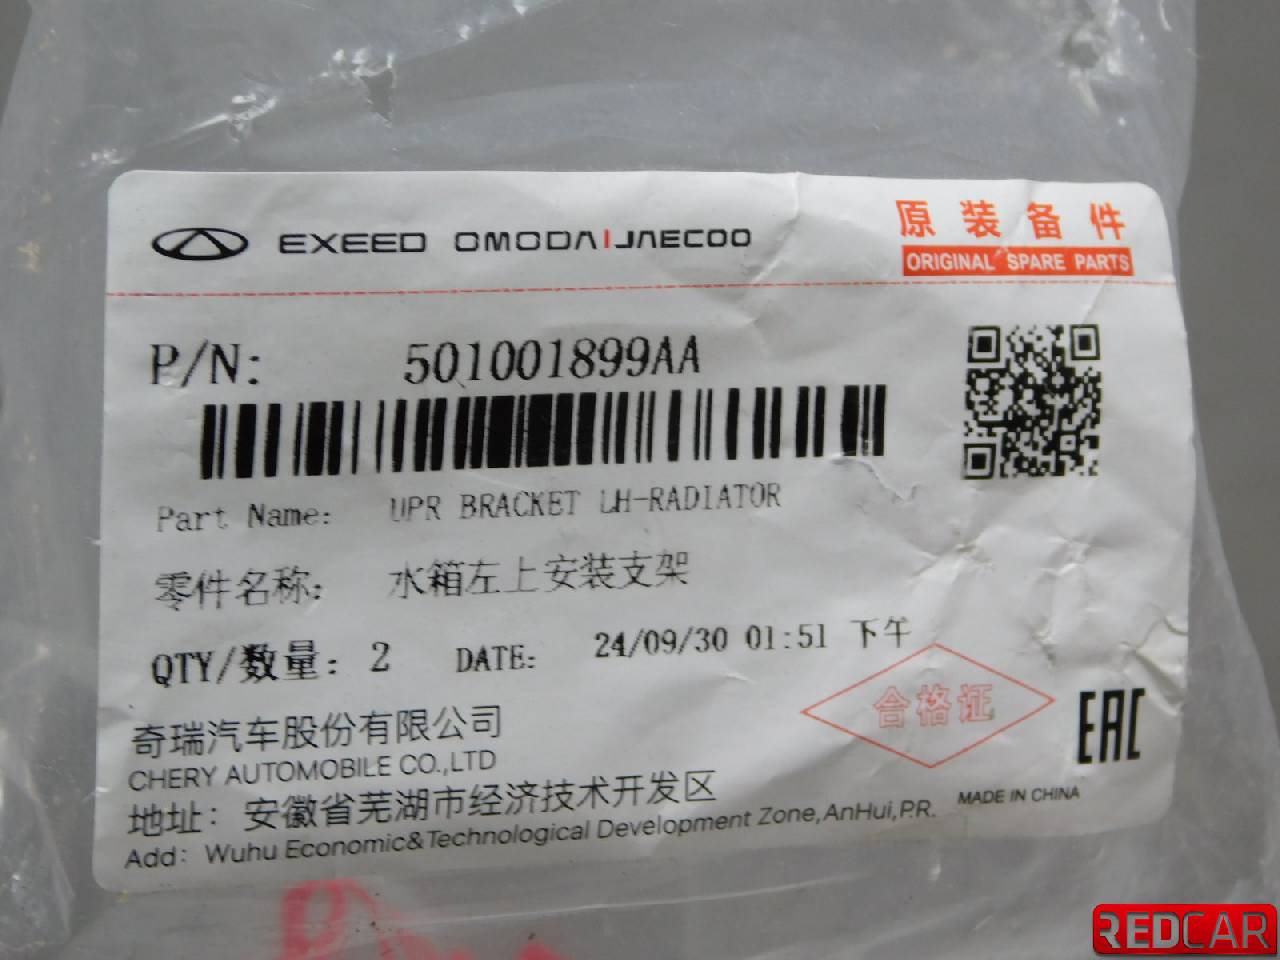 EXEED OMODA|JAECOO
原装备件
ORIGINAL SPARE PARTS
P/N: 501001899AA
Part Name: UPR BRACKET LH-RADIATOR
零件名称: 水箱左上安装支架
QTY/数量: 2 DATE: 24/09/30 01:51 下午
合格证
EAC
奇瑞汽车股份有限公司
CHERY AUTOMOBILE CO.,LTD
地址: 安徽省芜湖市经济技术开发区
MADE IN CHINA
Add: Wuhu Economic&Technological Development Zone,AnHui,P.R.
REDCAR